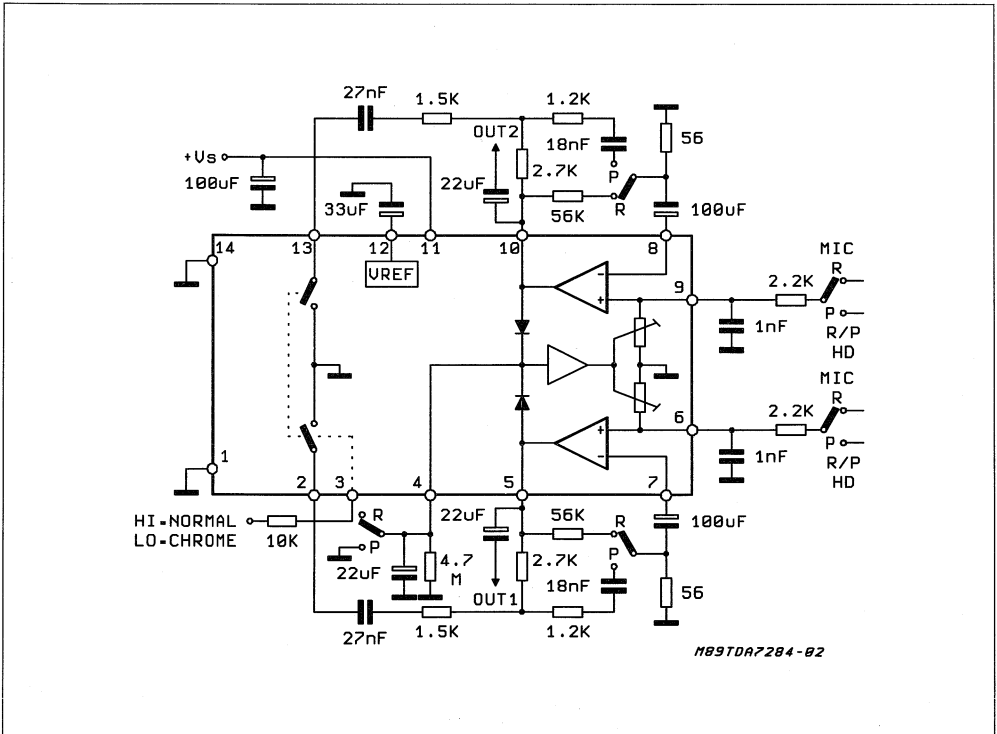 27nF
1.5K
1.2K
OUT2
18nF
56
+Vs
100uF
22uF
2.7K
P
33uF
56K
R
100uF
14
13
12
11
10
8
VREF
9
MIC
R
2.2K
P
1nF
R/P
HD
MIC
R
6
2.2K
P
1nF
R/P
HD
1
2
3
4
5
7
HI=NORMAL
LO=CHROME
10K
R
P
22uF
22uF
4.7
M
56K
R
100uF
P
2.7K
18nF
OUT1
56
27nF
1.5K
1.2K
M89TDA7284-02